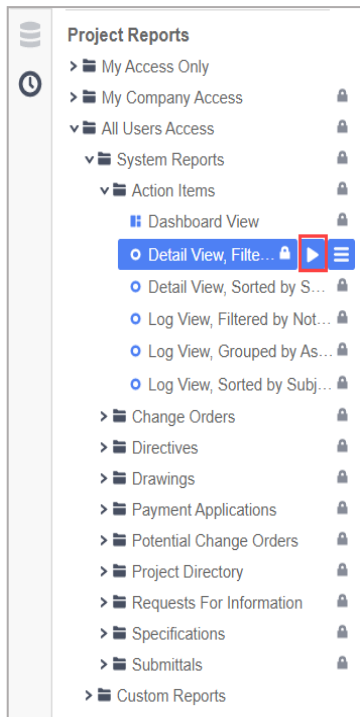 Project Reports
My Access Only
My Company Access
All Users Access
System Reports
Action Items
Dashboard View
Detail View, Filte...
Detail View, Sorted by S...
Log View, Filtered by Not...
Log View, Grouped by As...
Log View, Sorted by Subj...
Change Orders
Directives
Drawings
Payment Applications
Potential Change Orders
Project Directory
Requests For Information
Specifications
Submittals
Custom Reports